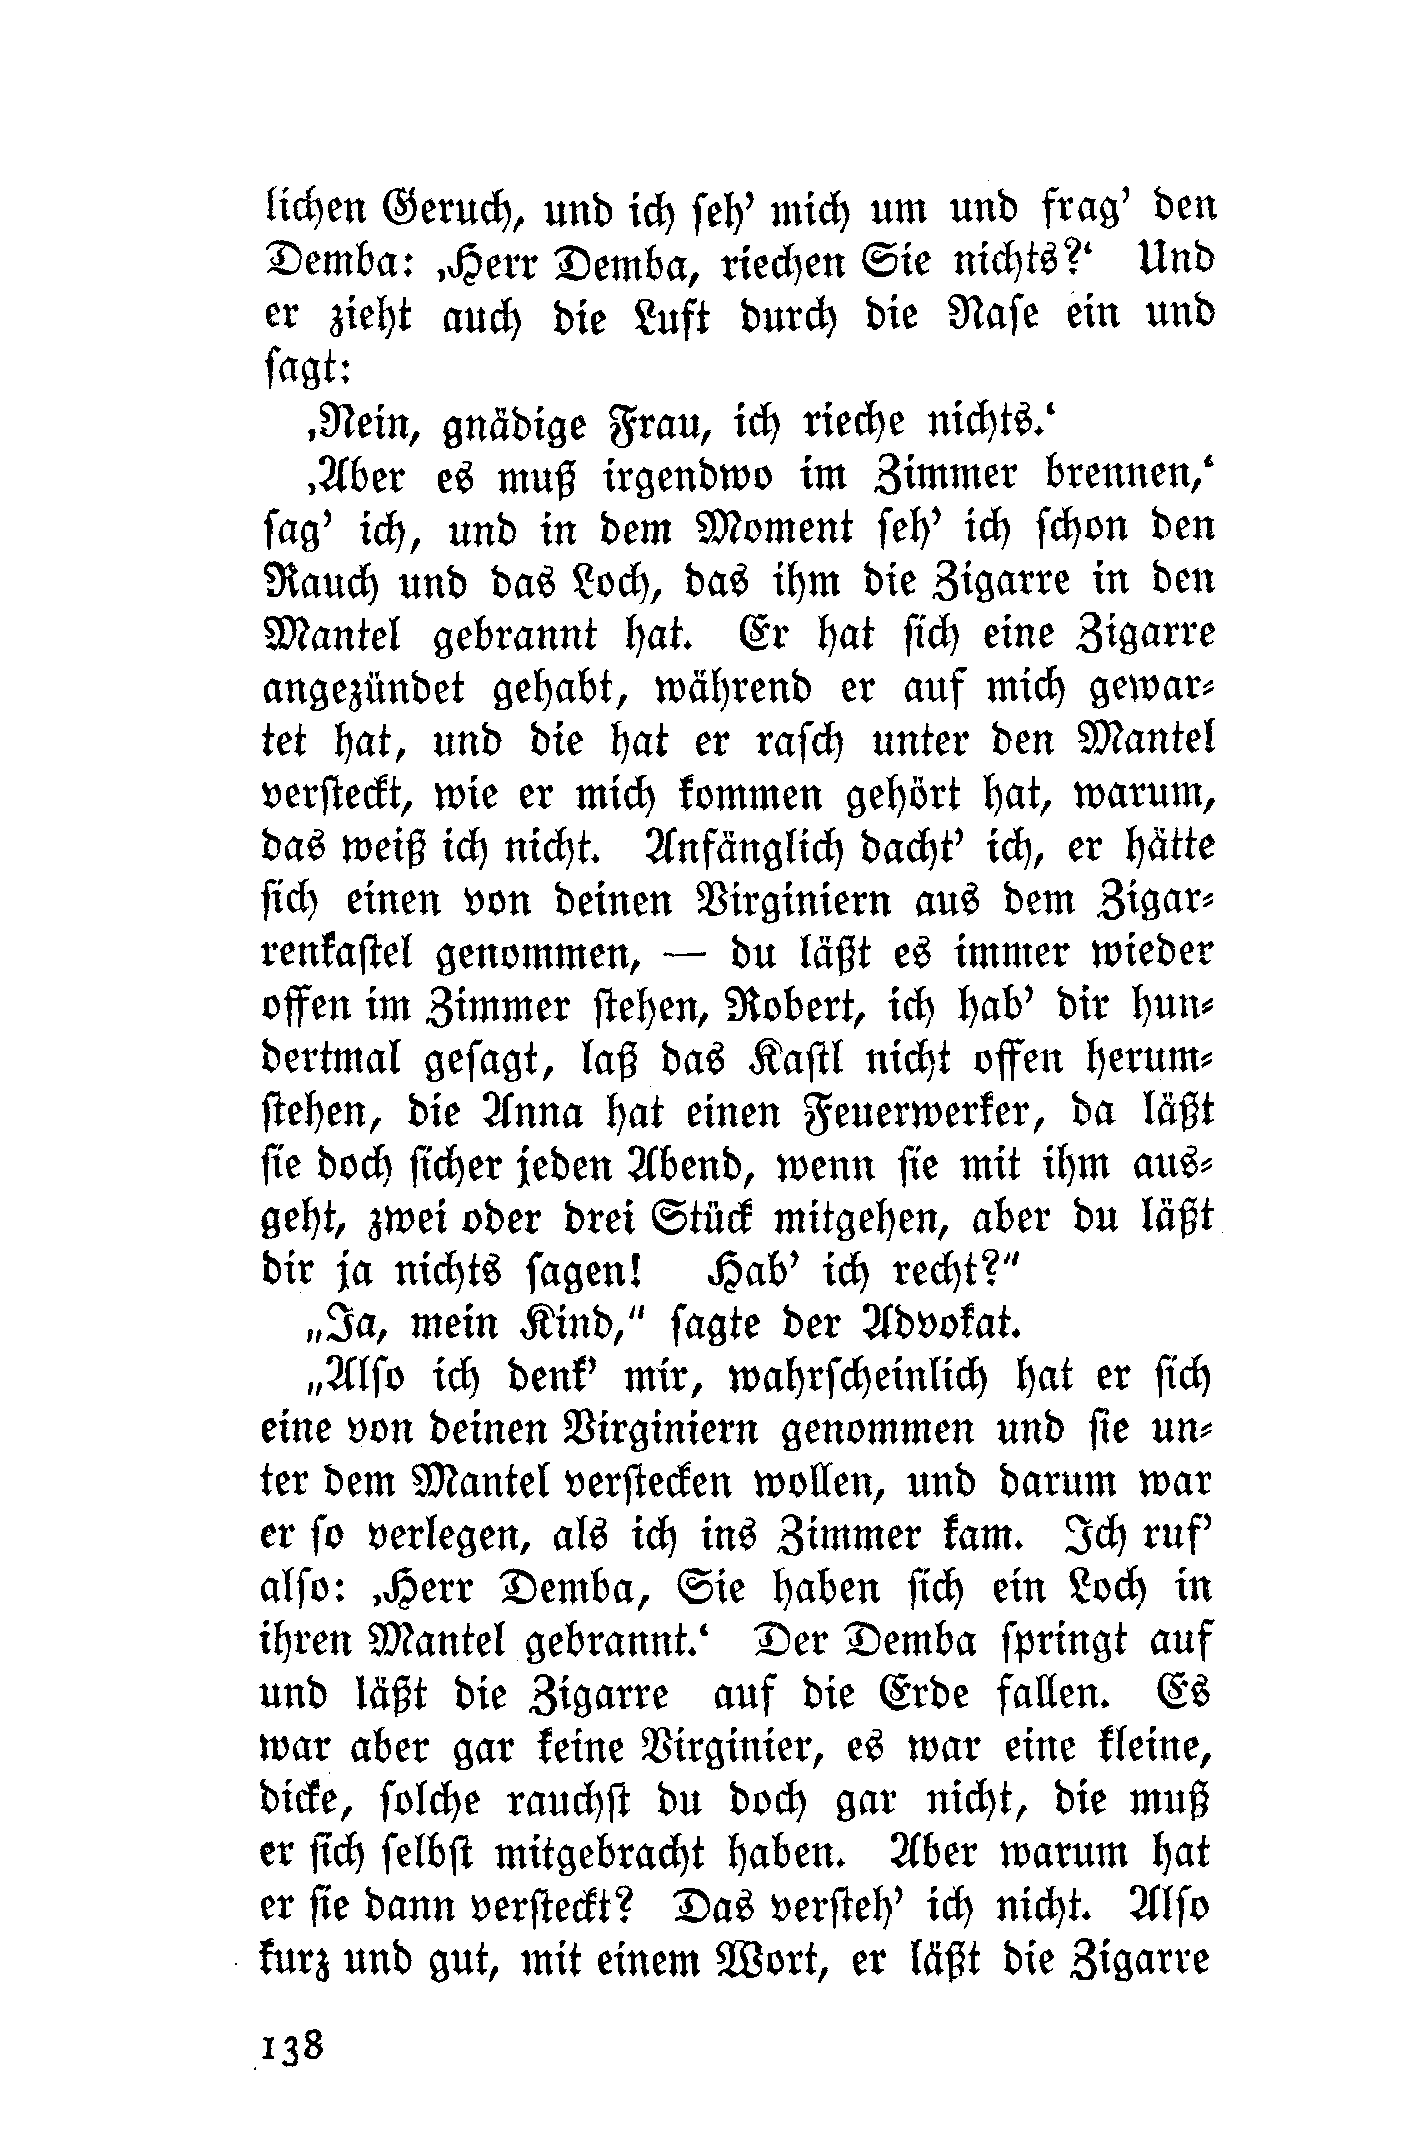 lichen Geruch, und ich seh’ mich um und frag’ den
Demba: ‚Herr Demba, riechen Sie nichts?‘ Und
er zieht auch die Luft durch die Nase ein und
sagt:
‚Nein, gnädige Frau, ich rieche nichts.‘
‚Aber es muß irgendwo im Zimmer brennen,‘
sag’ ich, und in dem Moment seh’ ich schon den
Rauch und das Loch, das ihm die Zigarre in den
Mantel gebrannt hat. Er hat sich eine Zigarre
angezündet gehabt, während er auf mich gewar-
tet hat, und die hat er rasch unter den Mantel
versteckt, wie er mich kommen gehört hat, warum,
das weiß ich nicht. Anfänglich dacht’ ich, er hätte
sich einen von deinen Virginiern aus dem Zigar-
renkastel genommen, — du läßt es immer wieder
offen im Zimmer stehen, Robert, ich hab’ dir hun-
dertmal gesagt, laß das Kastl nicht offen herum-
stehen, die Anna hat einen Feuerwerker, da läßt
sie doch sicher jeden Abend, wenn sie mit ihm aus-
geht, zwei oder drei Stück mitgehen, aber du läßt
dir ja nichts sagen! Hab’ ich recht?“
„Ja, mein Kind,“ sagte der Advokat.
„Also ich denk’ mir, wahrscheinlich hat er sich
eine von deinen Virginiern genommen und sie un-
ter dem Mantel verstecken wollen, und darum war
er so verlegen, als ich ins Zimmer kam. Ich ruf’
also: ‚Herr Demba, Sie haben sich ein Loch in
ihren Mantel gebrannt.‘ Der Demba springt auf
und läßt die Zigarre auf die Erde fallen. Es
war aber gar keine Virginier, es war eine kleine,
dicke, solche rauchst du doch gar nicht, die muß
er sich selbst mitgebracht haben. Aber warum hat
er sie dann versteckt? Das versteh’ ich nicht. Also
kurz und gut, mit einem Wort, er läßt die Zigarre
138